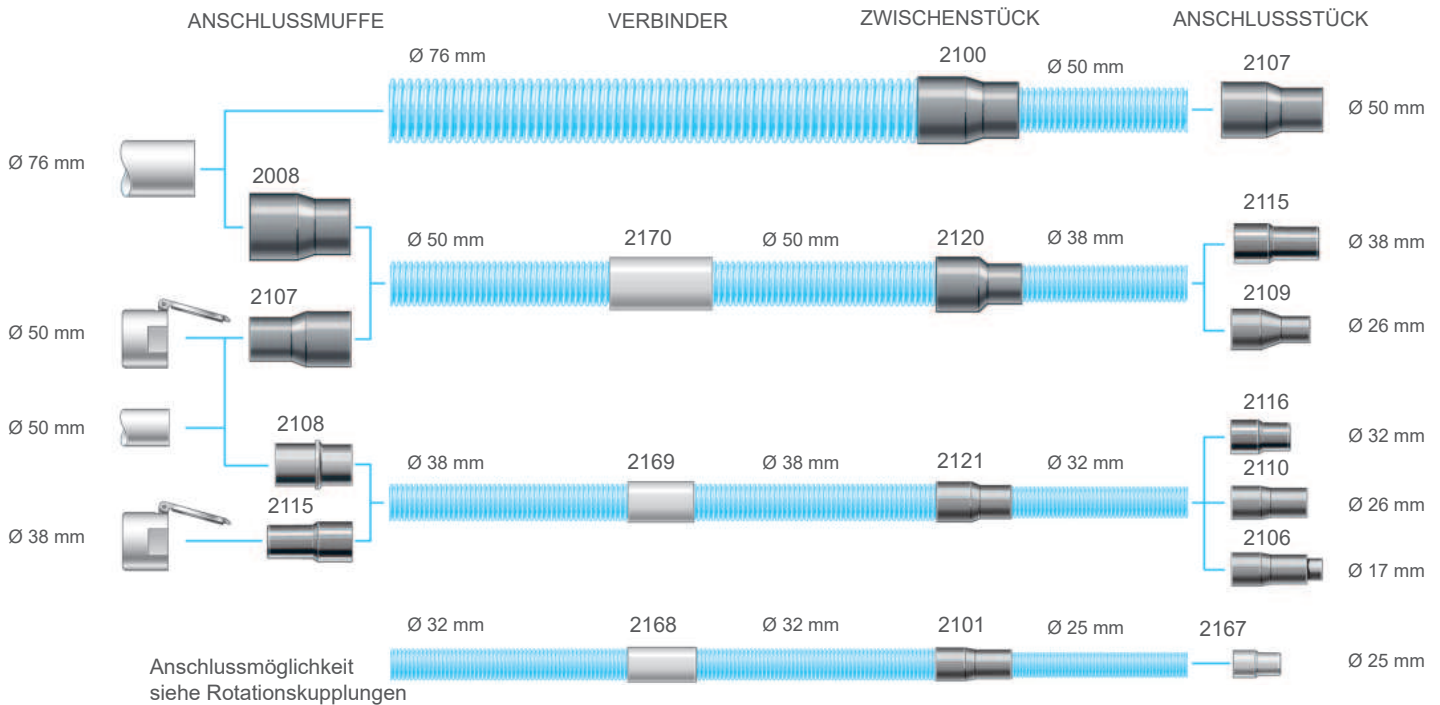 ANSCHLUSSMUFFE
VERBINDER
ZWISCHENSTÜCK
ANSCHLUSSSTÜCK
Ø 76 mm
2100
Ø 50 mm
2107
Ø 50 mm
Ø 76 mm
2008
2115
Ø 50 mm
2170
Ø 50 mm
2120
Ø 38 mm
Ø 38 mm
2107
2109
Ø 50 mm
Ø 26 mm
Ø 50 mm
2108
2116
Ø 32 mm
Ø 38 mm
2169
Ø 38 mm
2121
Ø 32 mm
2110
Ø 26 mm
2115
Ø 38 mm
2106
Ø 17 mm
Ø 32 mm
2168
Ø 32 mm
2101
Ø 25 mm
2167
Ø 25 mm
Anschlussmöglichkeit
siehe Rotationskupplungen